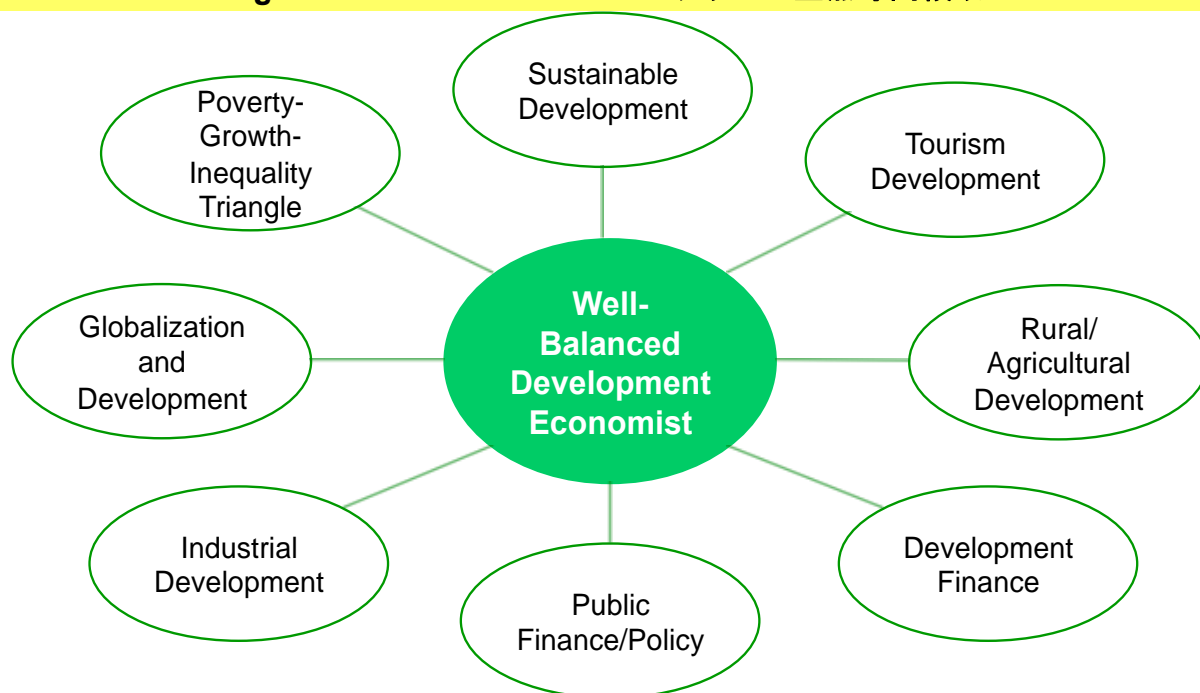 Sustainable
Development
Poverty-
Growth-
Inequality
Triangle
Tourism
Development
Globalization
and
Development
Well-
Balanced
Development
Economist
Rural/
Agricultural
Development
Industrial
Development
Public
Finance/Policy
Development
Finance